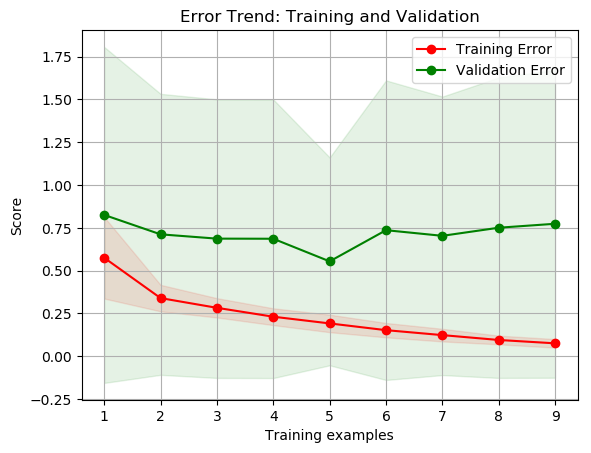 Error Trend: Training and Validation
Training Error
Validation Error
Score
1.75
1.50
1.25
1.00
0.75
0.50
0.25
0.00
−0.25
1 2 3 4 5 6 7 8 9
Training examples